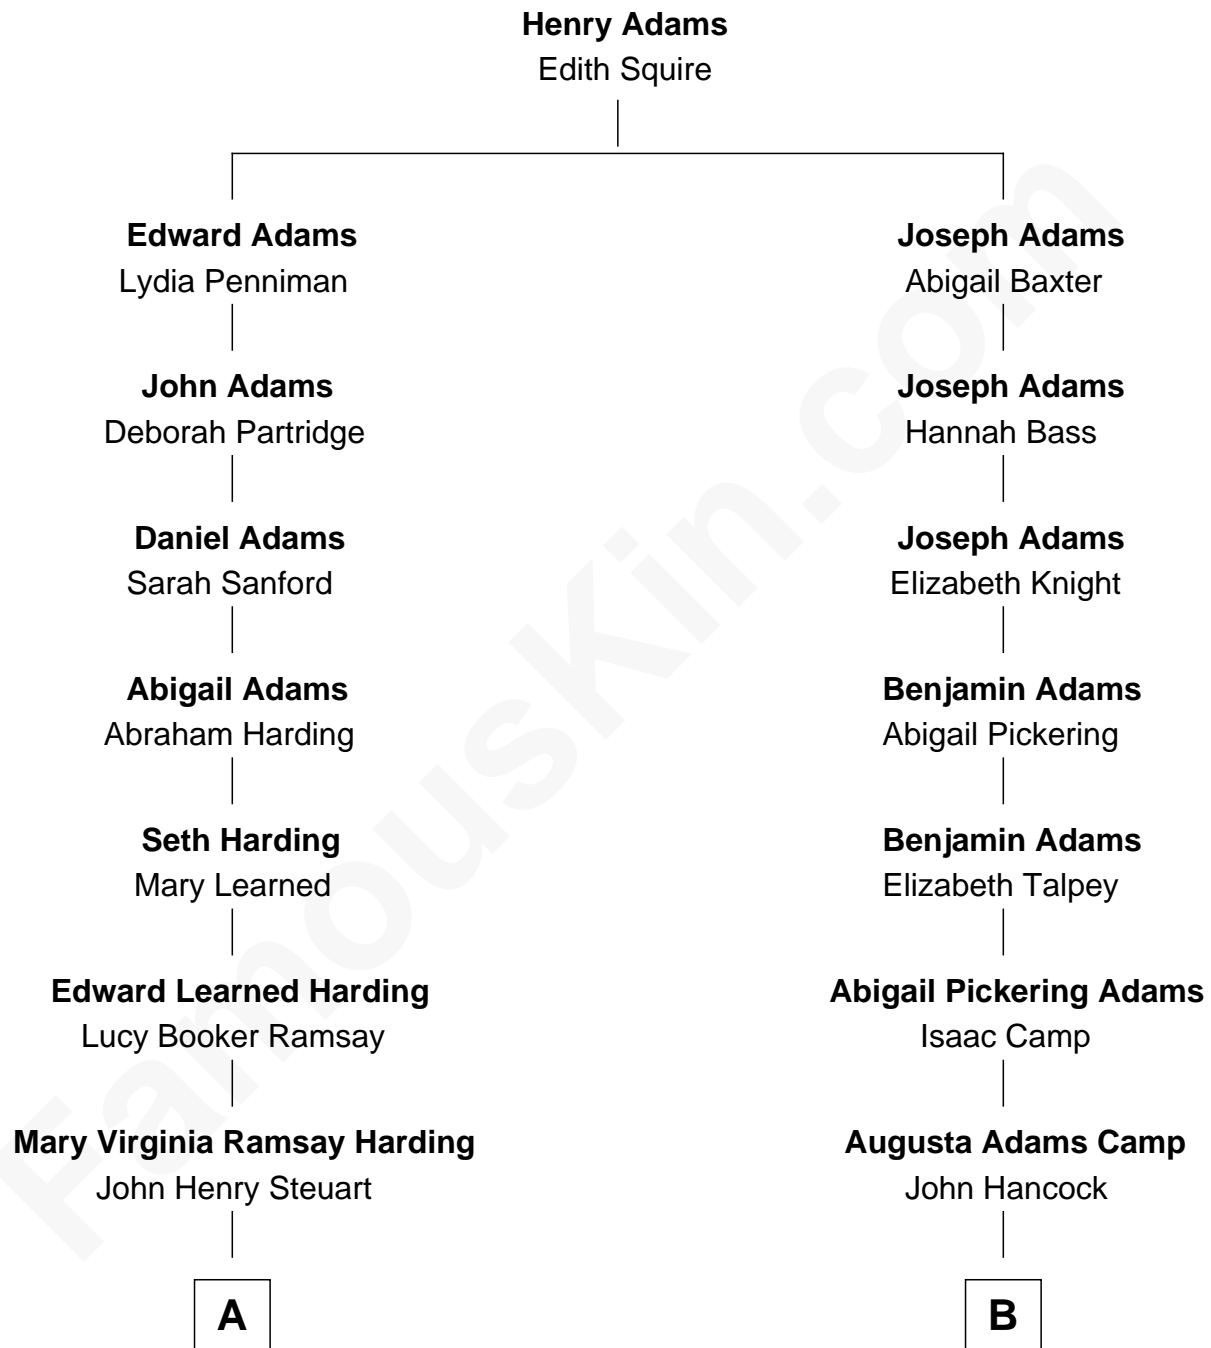 Henry Adams
Edith Squire
Edward Adams
Lydia Penniman
John Adams
Deborah Partridge
Daniel Adams
Sarah Sanford
Abigail Adams
Abraham Harding
Seth Harding
Mary Learned
Edward Learned Harding
Lucy Booker Ramsay
Mary Virginia Ramsay Harding
John Henry Steuart
A
Joseph Adams
Abigail Baxter
Joseph Adams
Hannah Bass
Joseph Adams
Elizabeth Knight
Benjamin Adams
Abigail Pickering
Benjamin Adams
Elizabeth Talpey
Abigail Pickering Adams
Isaac Camp
Augusta Adams Camp
John Hancock
B
FamousKin.com